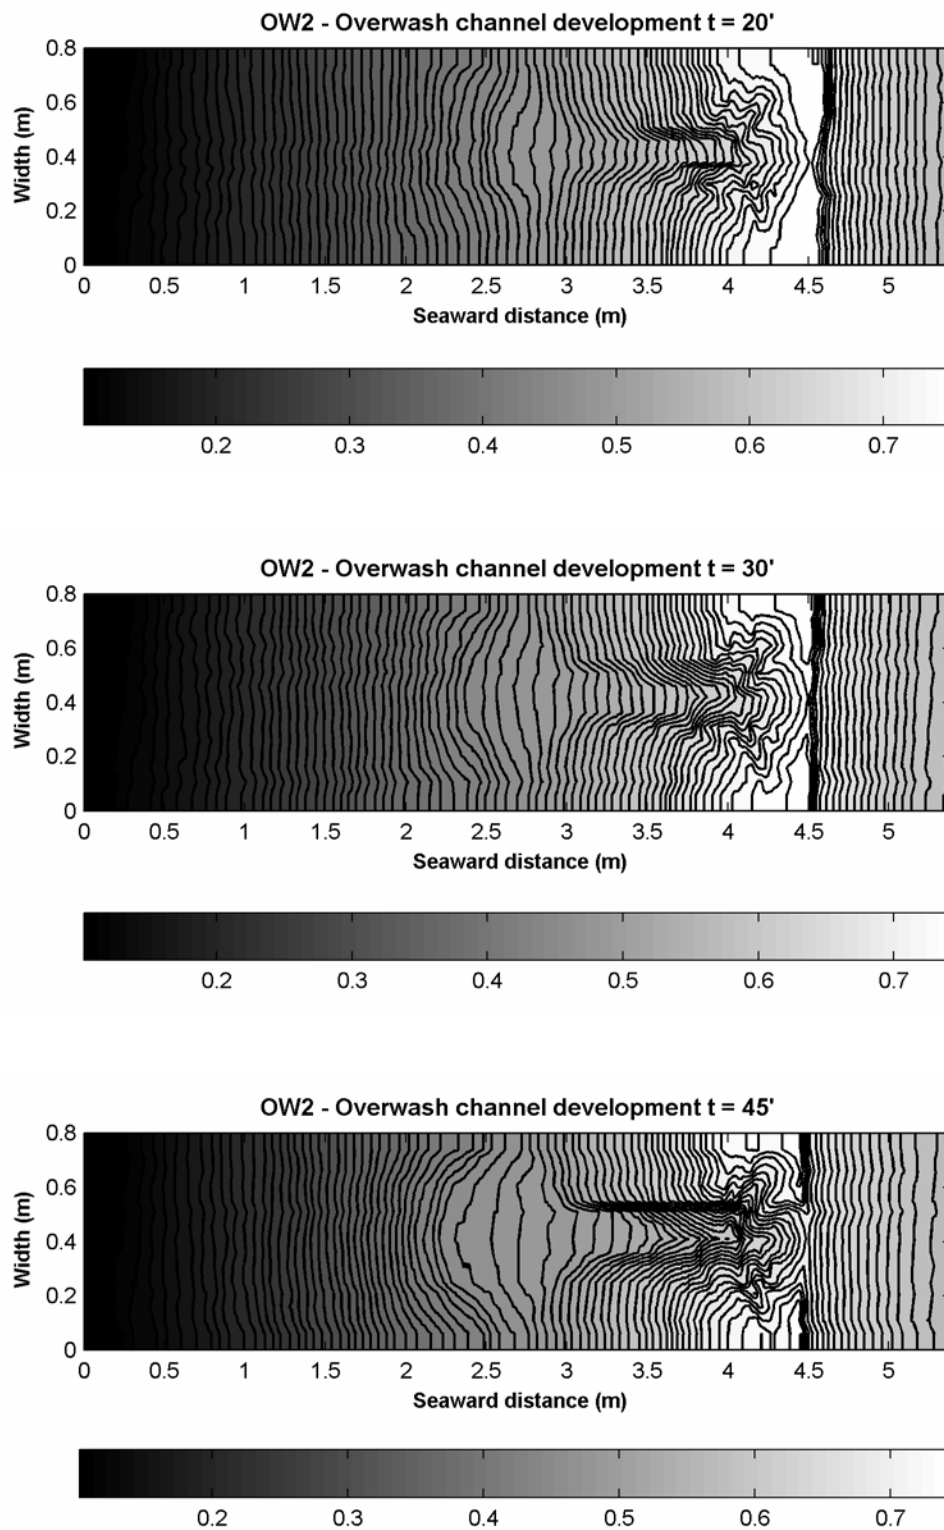 OW2 - Overwash channel development t = 20'
Width (m)
0.8
0.6
0.4
0.2
0
0 0.5 1 1.5 2 2.5 3 3.5 4 4.5 5
Seaward distance (m)
0.2 0.3 0.4 0.5 0.6 0.7
OW2 - Overwash channel development t = 30'
Width (m)
0.8
0.6
0.4
0.2
0
0 0.5 1 1.5 2 2.5 3 3.5 4 4.5 5
Seaward distance (m)
0.2 0.3 0.4 0.5 0.6 0.7
OW2 - Overwash channel development t = 45'
Width (m)
0.8
0.6
0.4
0.2
0
0 0.5 1 1.5 2 2.5 3 3.5 4 4.5 5
Seaward distance (m)
0.2 0.3 0.4 0.5 0.6 0.7